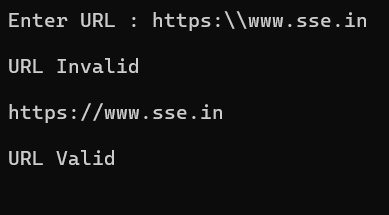 Enter URL : https:\\www.sse.in
URL Invalid
https://www.sse.in
URL Valid